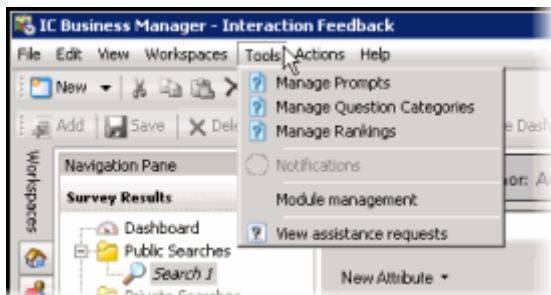 IC Business Manager - Interaction Feedback
File Edit View Workspaces Tools Actions Help
New
Manage Prompts
Manage Question Categories
Manage Rankings
Notifications
Module management
View assistance requests
Add Save
Workspaces
Navigation Pane
Survey Results
Dashboard
Public Searches
Search 1
New Attribute